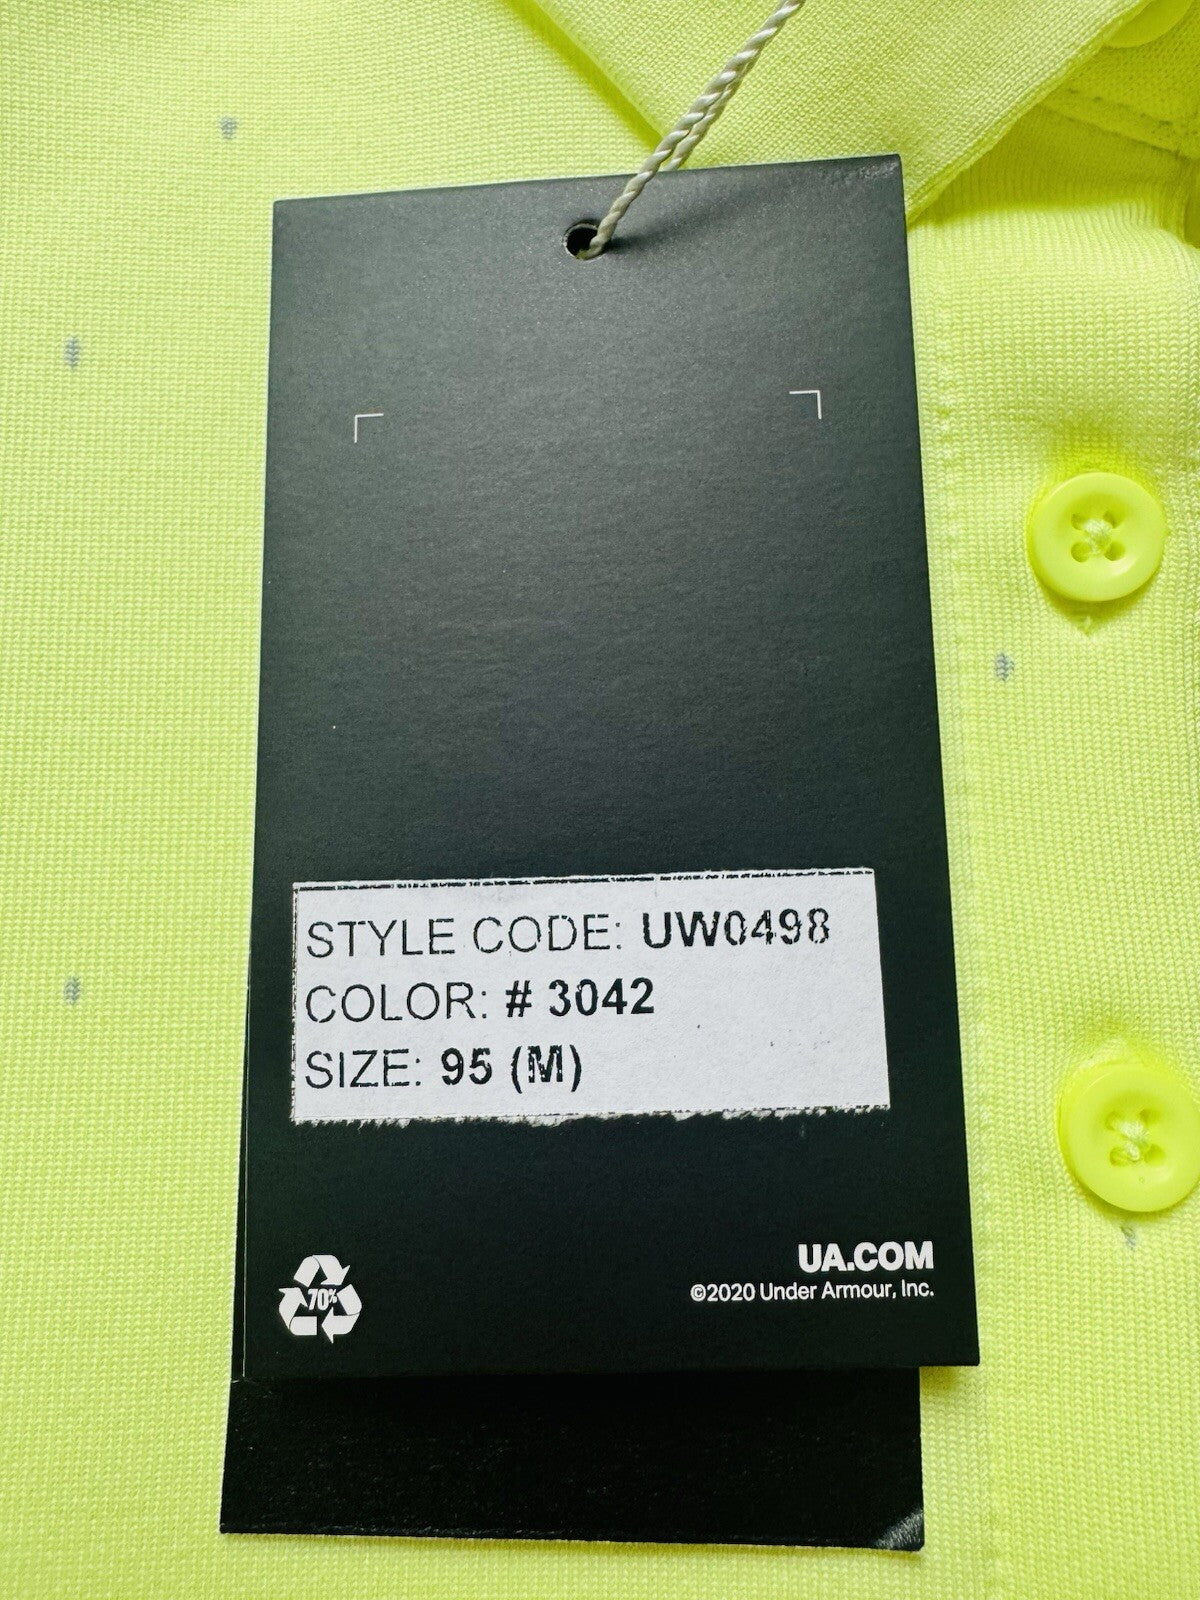 STYLE CODE: UW0498
COLOR: # 3042
SIZE: 95 (M)
70%
UA.COM
©2020 Under Armour, Inc.